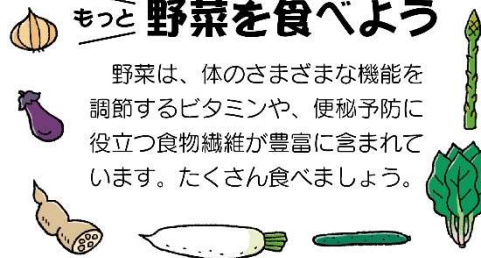 もっと野菜を食べよう
野菜は、体のさまざまな機能を
調節するビタミンや、便秘予防に
役立つ食物繊維が豊富に含まれて
います。たくさん食べましょう。